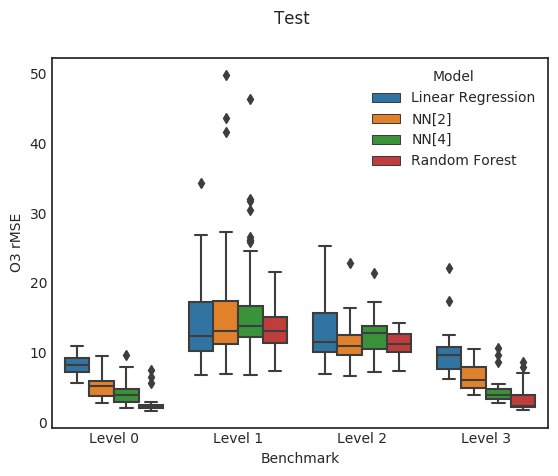 Test
50
40
30
20
10
0
O3 rMSE
Model
Linear Regression
NN[2]
NN[4]
Random Forest
Level 0
Level 1
Level 2
Level 3
Benchmark